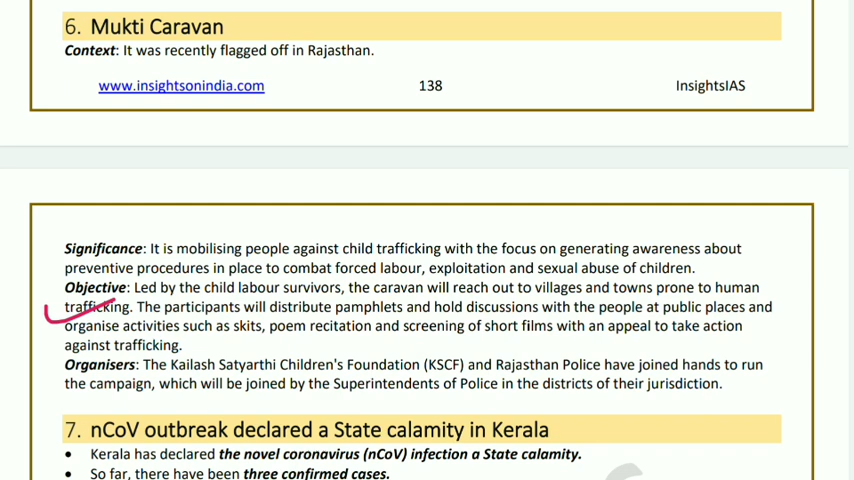 6. Mukti Caravan
Context: It was recently flagged off in Rajasthan.
www.insightsonindia.com 138 InsightsIAS
Significance: It is mobilising people against child trafficking with the focus on generating awareness about
preventive procedures in place to combat forced labour, exploitation and sexual abuse of children.
Objective: Led by the child labour survivors, the caravan will reach out to villages and towns prone to human
trafficking. The participants will distribute pamphlets and hold discussions with the people at public places and
organise activities such as skits, poem recitation and screening of short films with an appeal to take action
against trafficking.
Organisers: The Kailash Satyarthi Children's Foundation (KSCF) and Rajasthan Police have joined hands to run
the campaign, which will be joined by the Superintendents of Police in the districts of their jurisdiction.
7. nCoV outbreak declared a State calamity in Kerala
• Kerala has declared the novel coronavirus (nCoV) infection a State calamity.
• So far, there have been three confirmed cases.